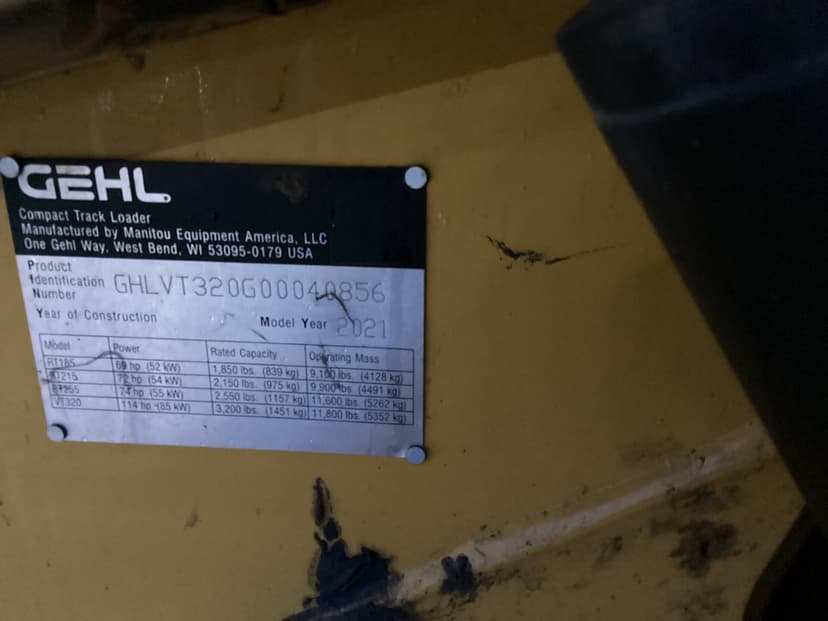 GEHL
Compact Track Loader
Manufactured by Manitou Equipment America, LLC
One Gehl Way, West Bend, WI 53095-0179 USA
Product
Identification
Number GHLVT320G00040856
Year of Construction Model Year 2021
Model Power Rated Capacity Operating Mass
RT185 69 hp (52 kW) 1,850 lbs. (839 kg) 9,100 lbs. (4128 kg)
RT215 72 hp (54 kW) 2,150 lbs. (975 kg) 9,900 lbs. (4491 kg)
RT255 74 hp (55 kW) 2,550 lbs. (1157 kg) 11,600 lbs. (5262 kg)
VT320 114 hp (85 kW) 3,200 lbs. (1451 kg) 11,800 lbs. (5352 kg)